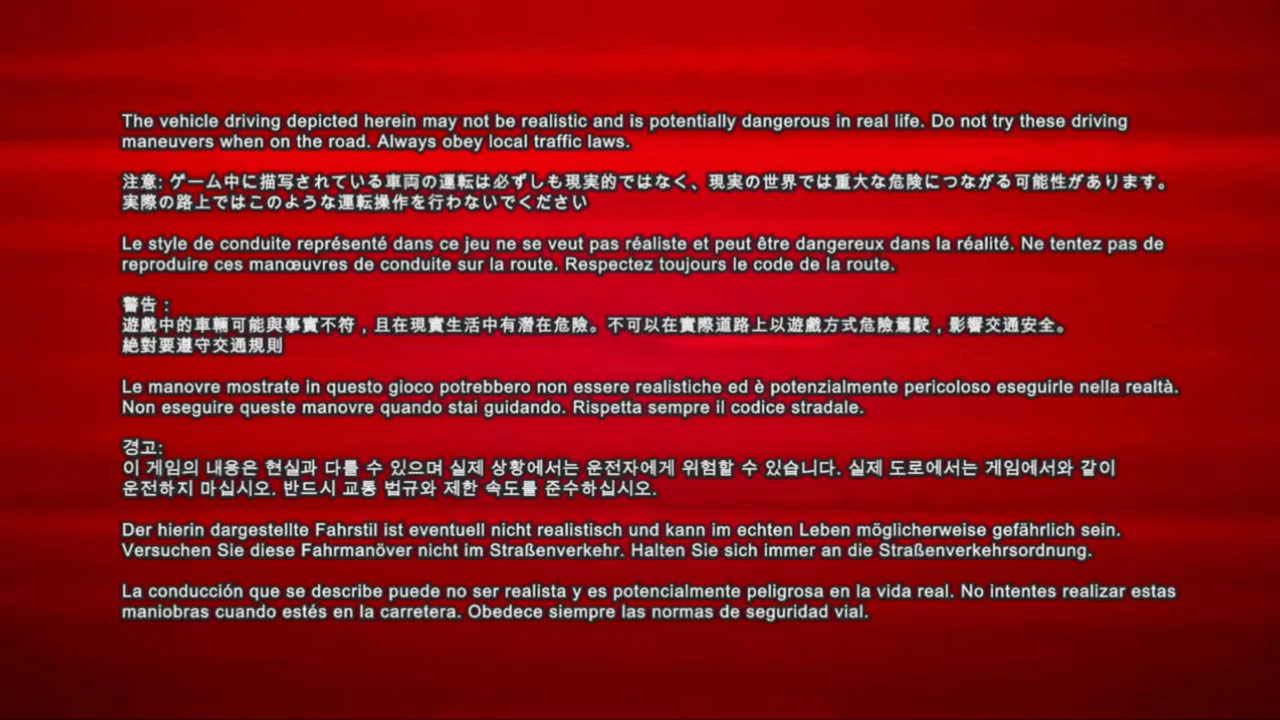 The vehicle driving depicted herein may not be realistic and is potentially dangerous in real life. Do not try these driving
maneuvers when on the road. Always obey local traffic laws.
注意: ゲーム中に描写されている車両の運転は必ずしも現実的ではなく、現実の世界では重大な危険につながる可能性があります。
実際の路上ではこのような運転操作を行わないでください
Le style de conduite représenté dans ce jeu ne se veut pas réaliste et peut être dangereux dans la réalité. Ne tentez pas de
reproduire ces manœuvres de conduite sur la route. Respectez toujours le code de la route.
警告：
遊戲中的車輛可能與事實不符，且在現實生活中有潛在危險。不可以在實際道路上以遊戲方式危險駕駛，影響交通安全。
絕對要遵守交通規則
Le manovre mostrate in questo gioco potrebbero non essere realistiche ed è potenzialmente pericoloso eseguirle nella realtà.
Non eseguire queste manovre quando stai guidando. Rispetta sempre il codice stradale.
경고:
이 게임의 내용은 현실과 다를 수 있으며 실제 상황에서는 운전자에게 위험할 수 있습니다. 실제 도로에서는 게임에서와 같이
운전하지 마십시오. 반드시 교통 법규와 제한 속도를 준수하십시오.
Der hierin dargestellte Fahrstil ist eventuell nicht realistisch und kann im echten Leben möglicherweise gefährlich sein.
Versuchen Sie diese Fahrmanöver nicht im Straßenverkehr. Halten Sie sich immer an die Straßenverkehrsordnung.
La conducción que se describe puede no ser realista y es potencialmente peligrosa en la vida real. No intentes realizar estas
maniobras cuando estés en la carretera. Obedece siempre las normas de seguridad vial.